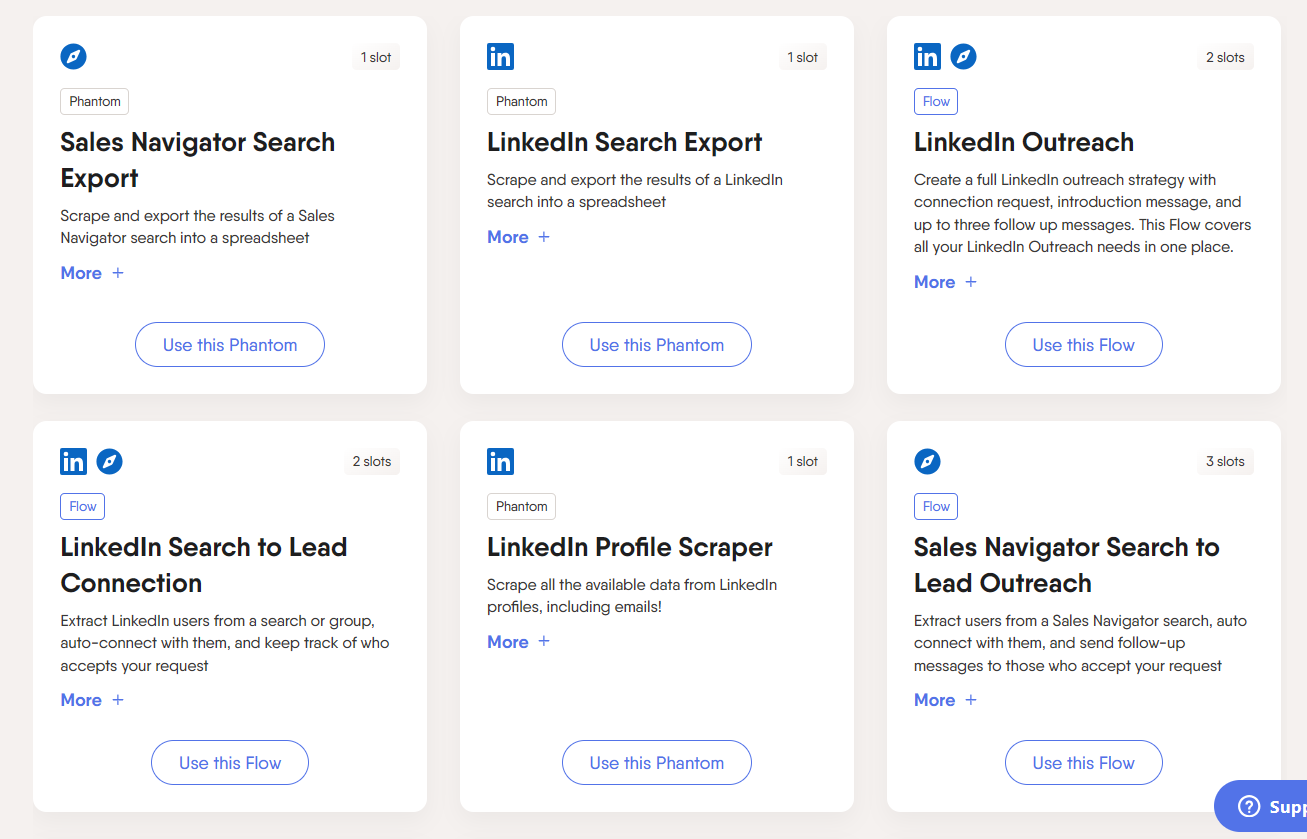 1 slot
Phantom
Sales Navigator Search
Export
Scrape and export the results of a Sales
Navigator search into a spreadsheet
More +
Use this Phantom
in
1 slot
Phantom
LinkedIn Search Export
Scrape and export the results of a LinkedIn
search into a spreadsheet
More +
Use this Phantom
in
2 slots
Flow
LinkedIn Outreach
Create a full LinkedIn outreach strategy with
connection request, introduction message, and
up to three follow up messages. This Flow covers
all your LinkedIn Outreach needs in one place.
More +
Use this Flow
in
2 slots
Flow
LinkedIn Search to Lead
Connection
Extract LinkedIn users from a search or group,
auto-connect with them, and keep track of who
accepts your request
More +
Use this Flow
in
1 slot
Phantom
LinkedIn Profile Scraper
Scrape all the available data from LinkedIn
profiles, including emails!
More +
Use this Phantom
3 slots
Flow
Sales Navigator Search to
Lead Outreach
Extract users from a Sales Navigator search, auto
connect with them, and send follow-up
messages to those who accept your request
More +
Use this Flow
? Supp